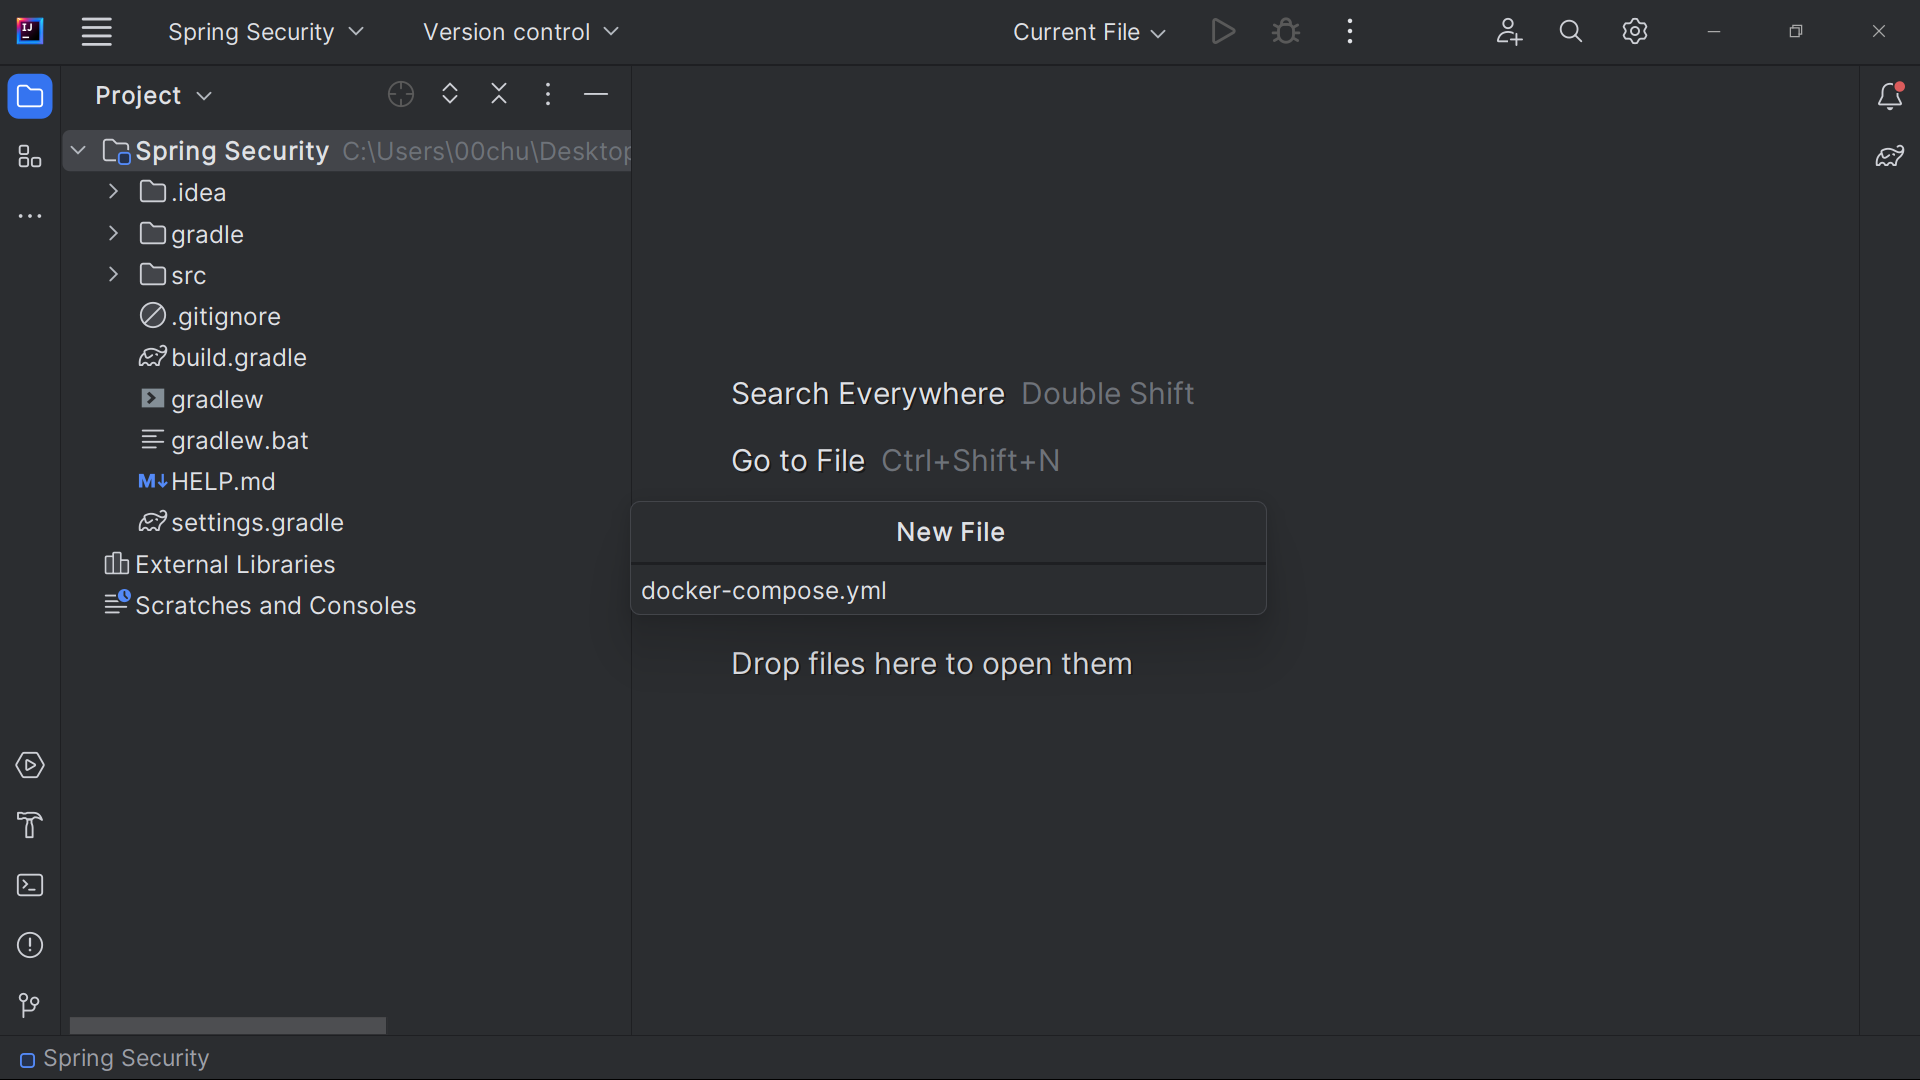 Spring Security
Version control
Current File
Project
Spring Security C:\Users\00chu\Desktop
.idea
gradle
src
.gitignore
build.gradle
gradlew
gradlew.bat
HELP.md
settings.gradle
External Libraries
Scratches and Consoles
Search Everywhere Double Shift
Go to File Ctrl+Shift+N
New File
docker-compose.yml
Drop files here to open them
Spring Security